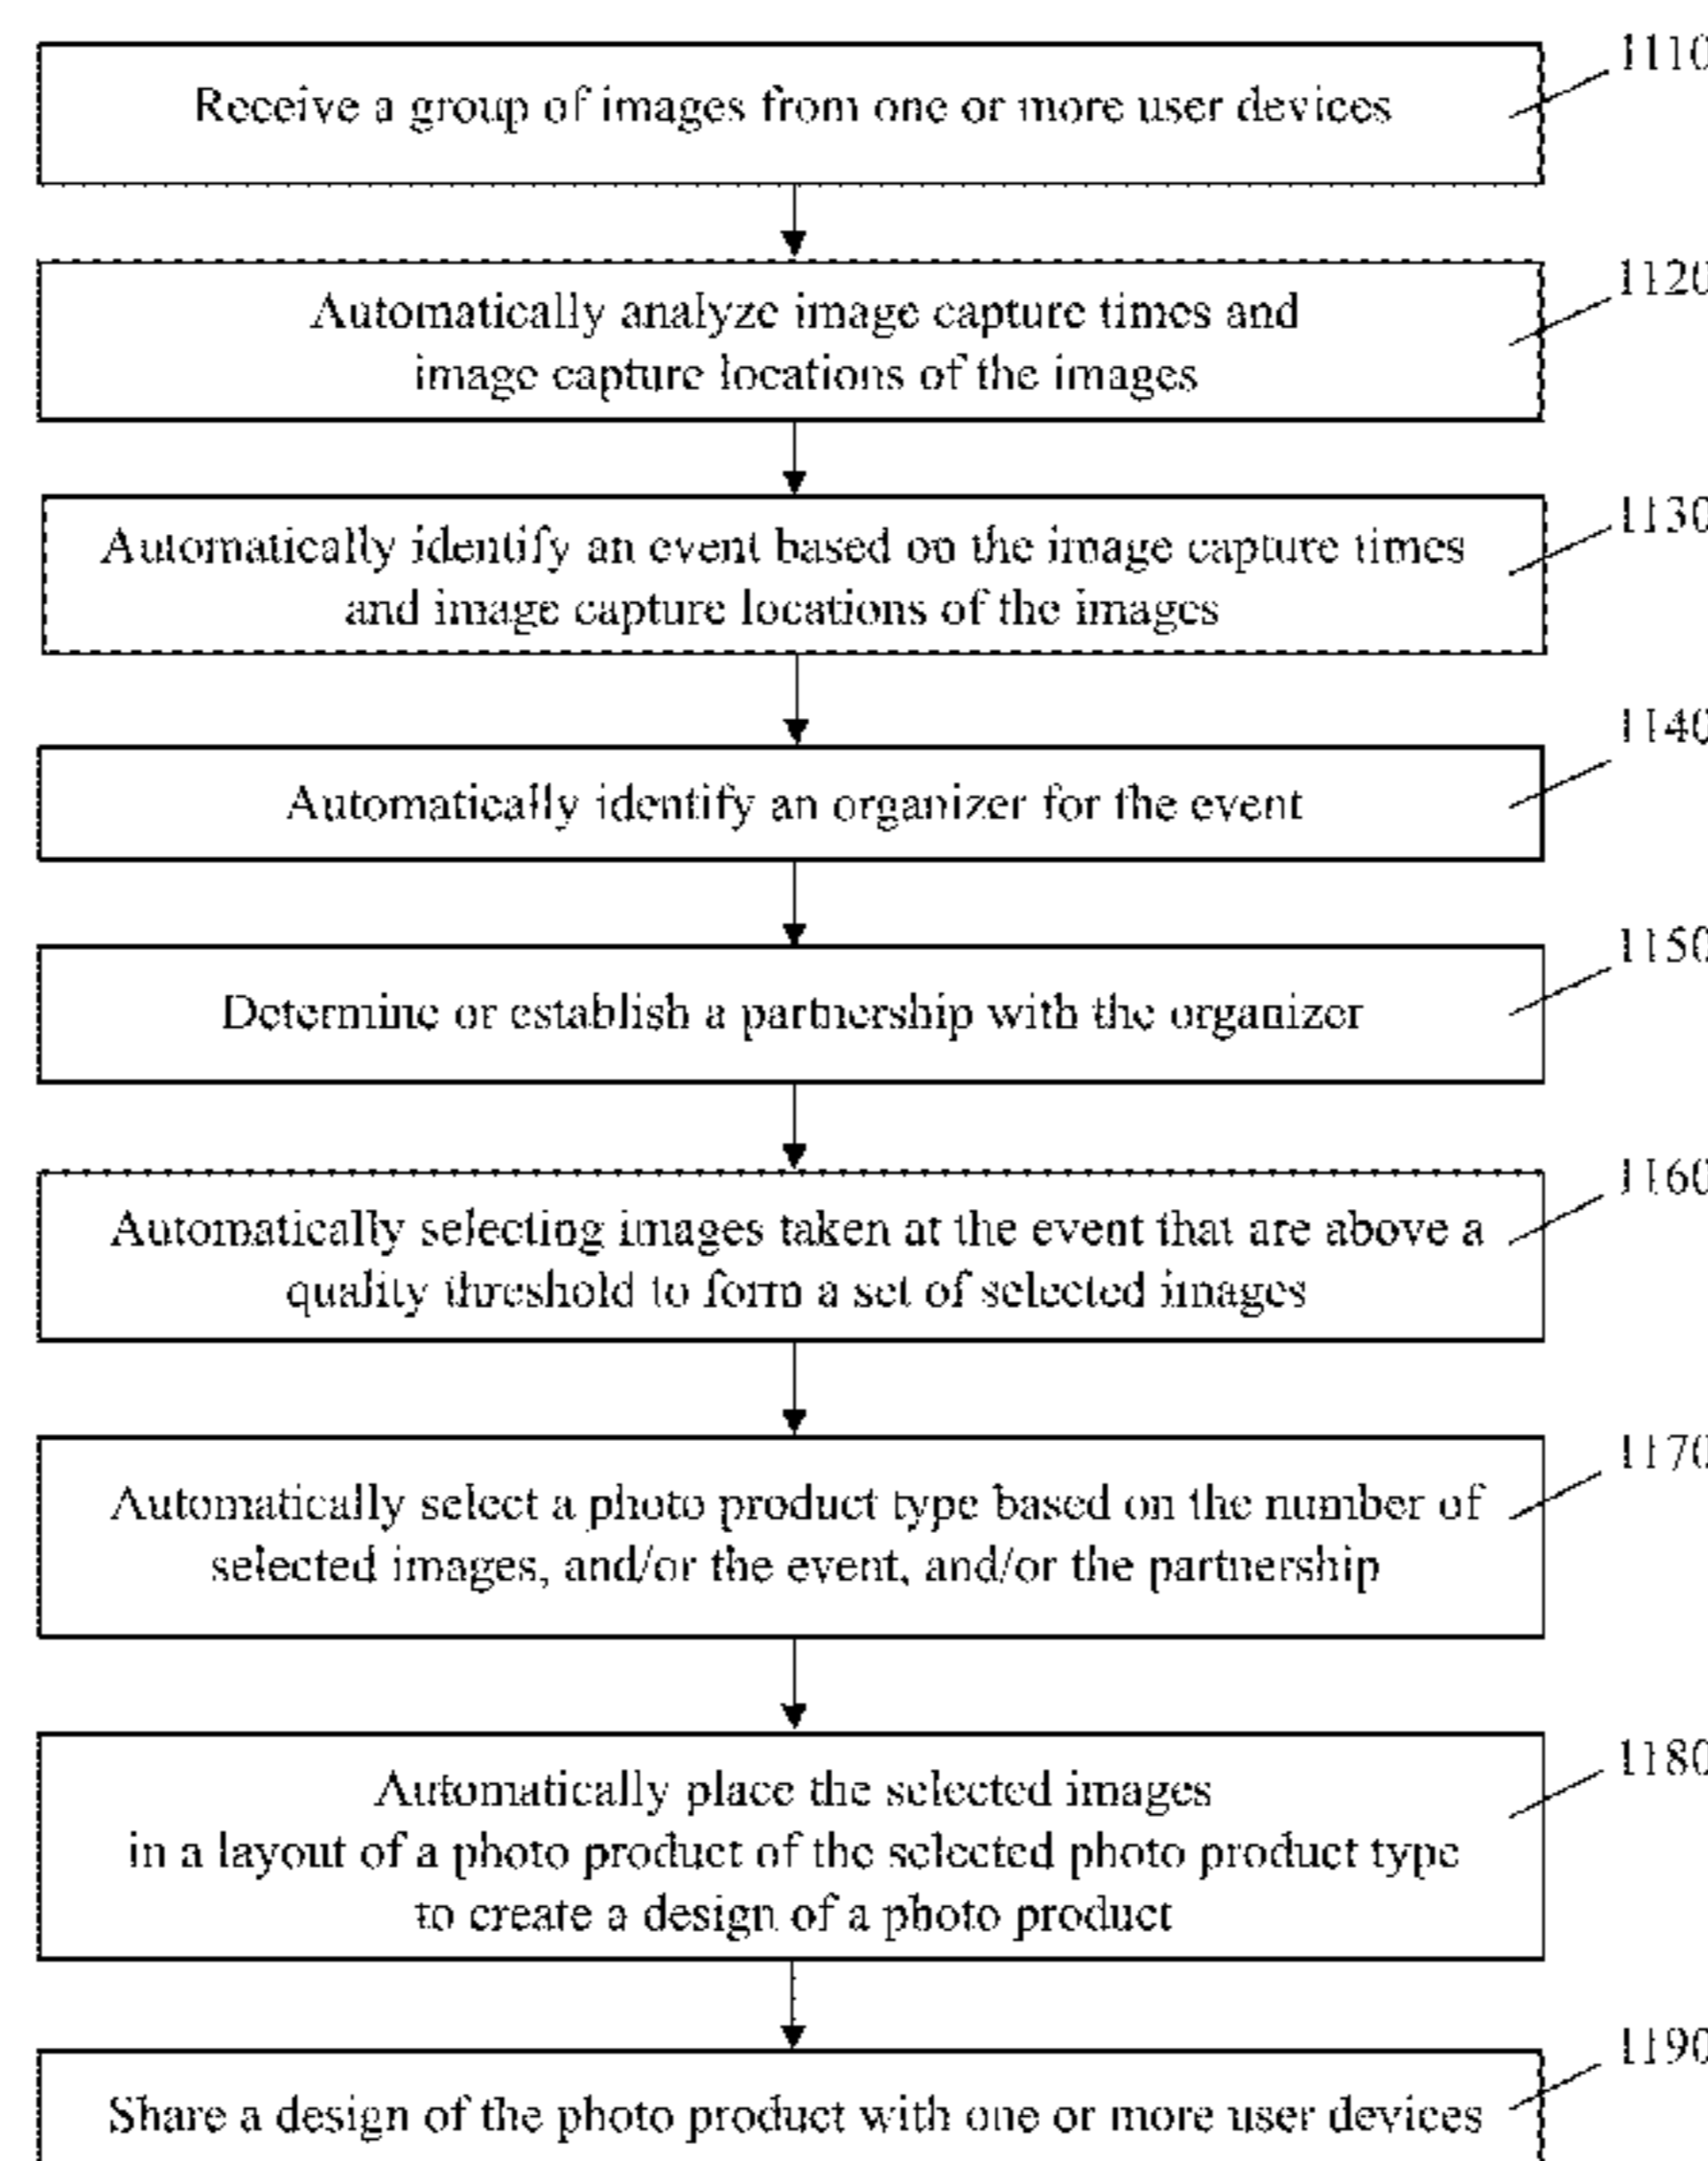 1110
Receive a group of images from one or more user devices
1120
Automatically analyze image capture times and
image capture locations of the images
1130
Automatically identify an event based on the image capture times
and image capture locations of the images
1140
Automatically identify an organizer for the event
1150
Determine or establish a partnership with the organizer
1160
Automatically selecting images taken at the event that are above a
quality threshold to form a set of selected images
1170
Automatically select a photo product type based on the number of
selected images, and/or the event, and/or the partnership
1180
Automatically place the selected images
in a layout of a photo product of the selected photo product type
to create a design of a photo product
1190
Share a design of the photo product with one or more user devices